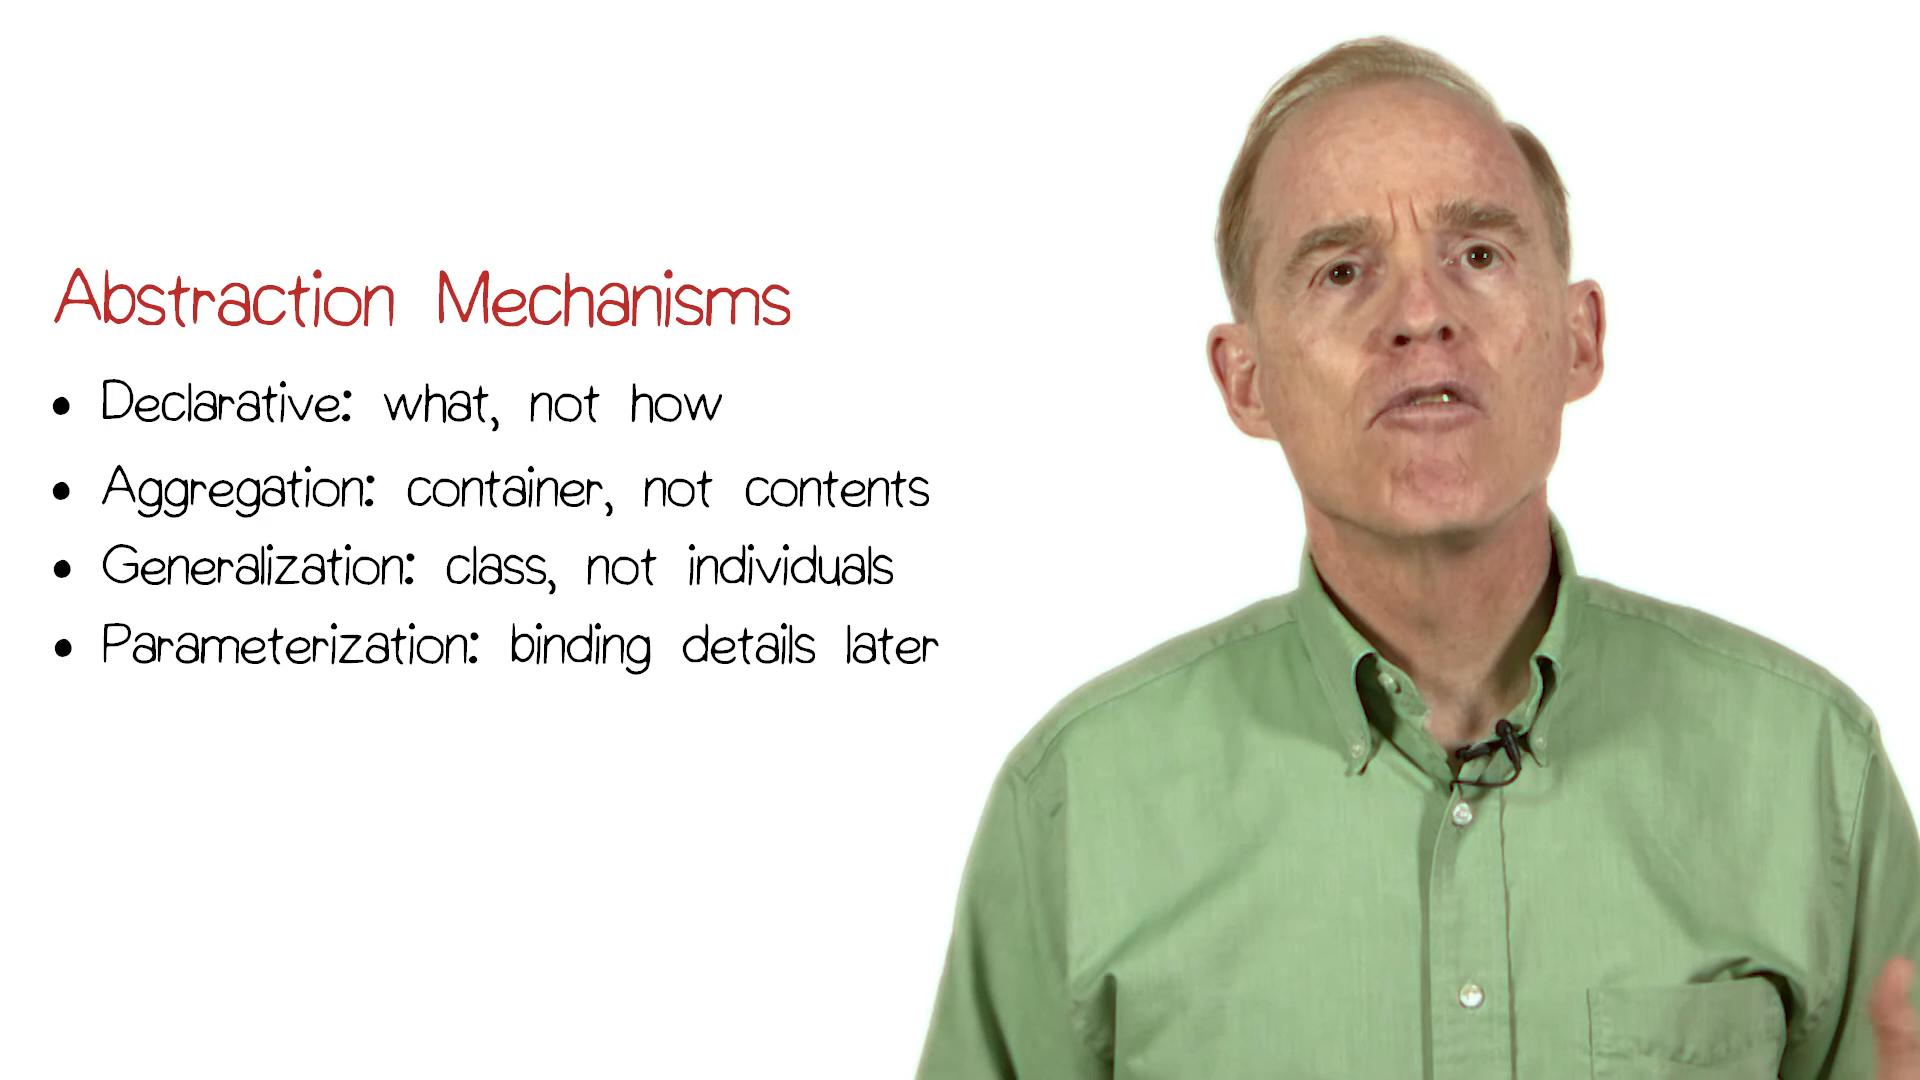 Abstraction Mechanisms
• Declarative: what, not how
• Aggregation: container, not contents
• Generalization: class, not individuals
• Parameterization: binding details later